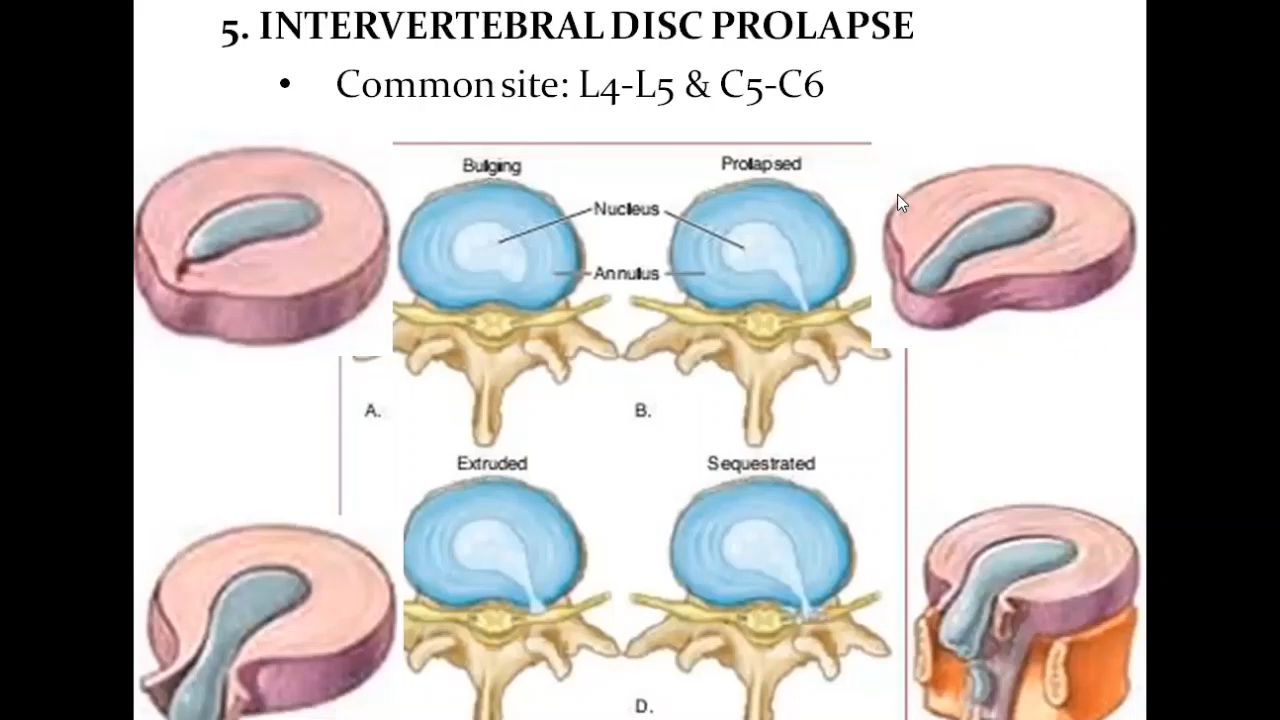 5. INTERVERTEBRAL DISC PROLAPSE
• Common site: L4-L5 & C5-C6
Bulging
Prolapsed
Nucleus
Annulus
A.
B.
Extruded
Sequestrated
D.